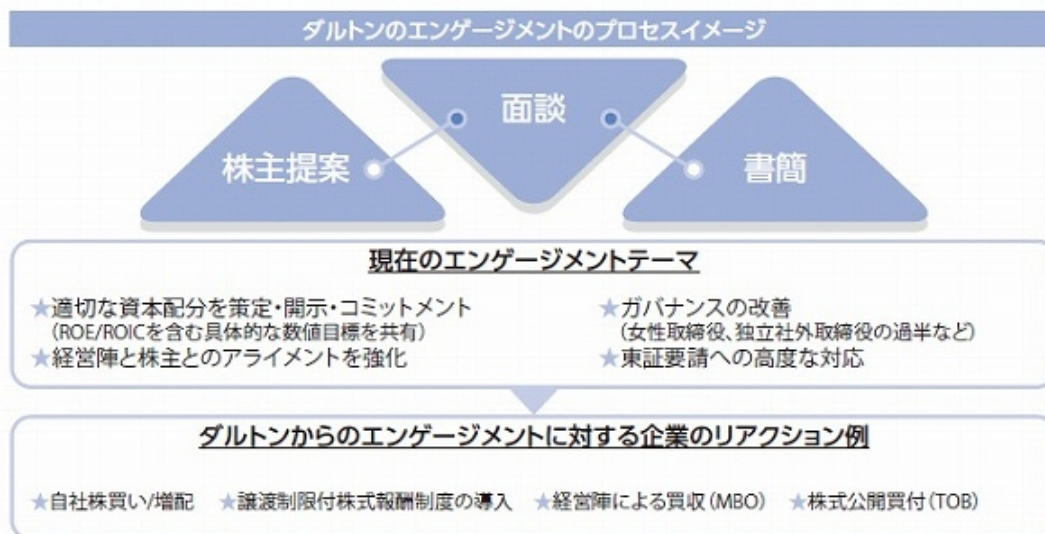 ダルトンのエンゲージメントのプロセスイメージ
株主提案
面談
書簡
現在のエンゲージメントテーマ
★適切な資本配分を策定・開示・コミットメント
(ROE/ROICを含む具体的な数値目標を共有)
★経営陣と株主とのアライメントを強化
★ガバナンスの改善
(女性取締役、独立社外取締役の過半など)
★東証要請への高度な対応
ダルトンからのエンゲージメントに対する企業のリアクション例
★自社株買い/増配 ★譲渡制限付株式報酬制度の導入 ★経営陣による買収(MBO) ★株式公開買付(TOB)